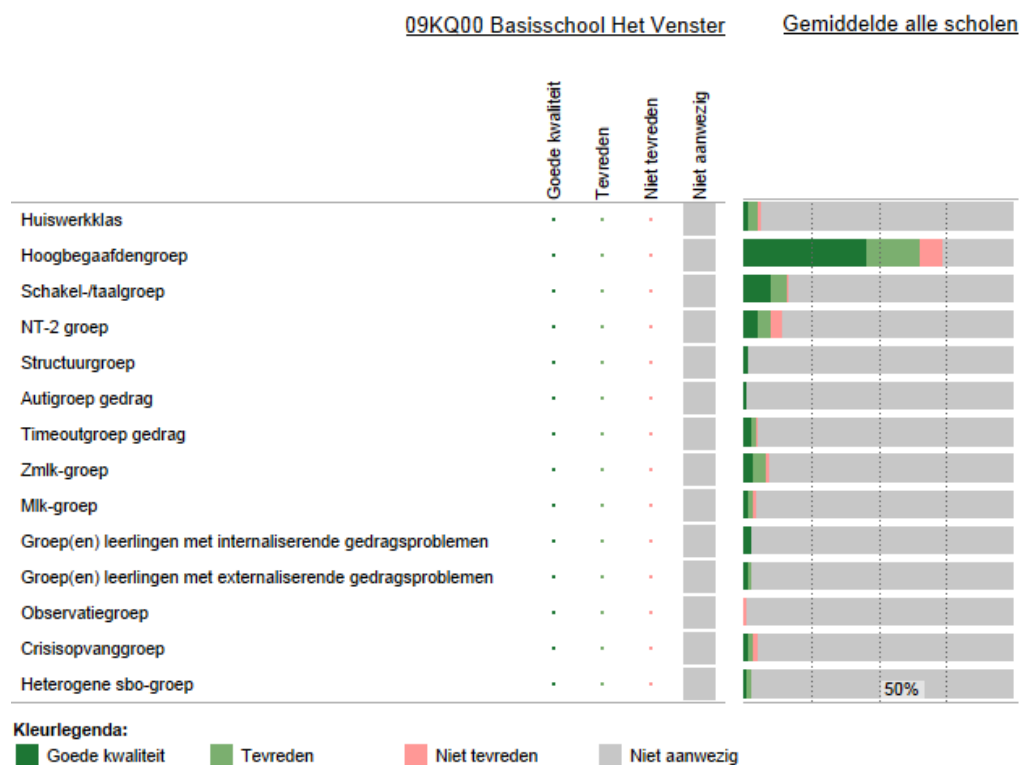 09KQ00 Basisschool Het Venster
Gemiddelde alle scholen
Goede kwaliteit
Tevreden
Niet tevreden
Niet aanwezig
Huiswerkklas
Hoogbegaafdengroep
Schakel-/taalgroep
NT-2 groep
Structuurgroep
Autigroep gedrag
Timeoutgroep gedrag
Zmlk-groep
Mlk-groep
Groep(en) leerlingen met internaliserende gedragsproblemen
Groep(en) leerlingen met externaliserende gedragsproblemen
Observatiegroep
Crisisopvanggroep
Heterogene sbo-groep
50%
Kleurlegenda:
Goede kwaliteit
Tevreden
Niet tevreden
Niet aanwezig